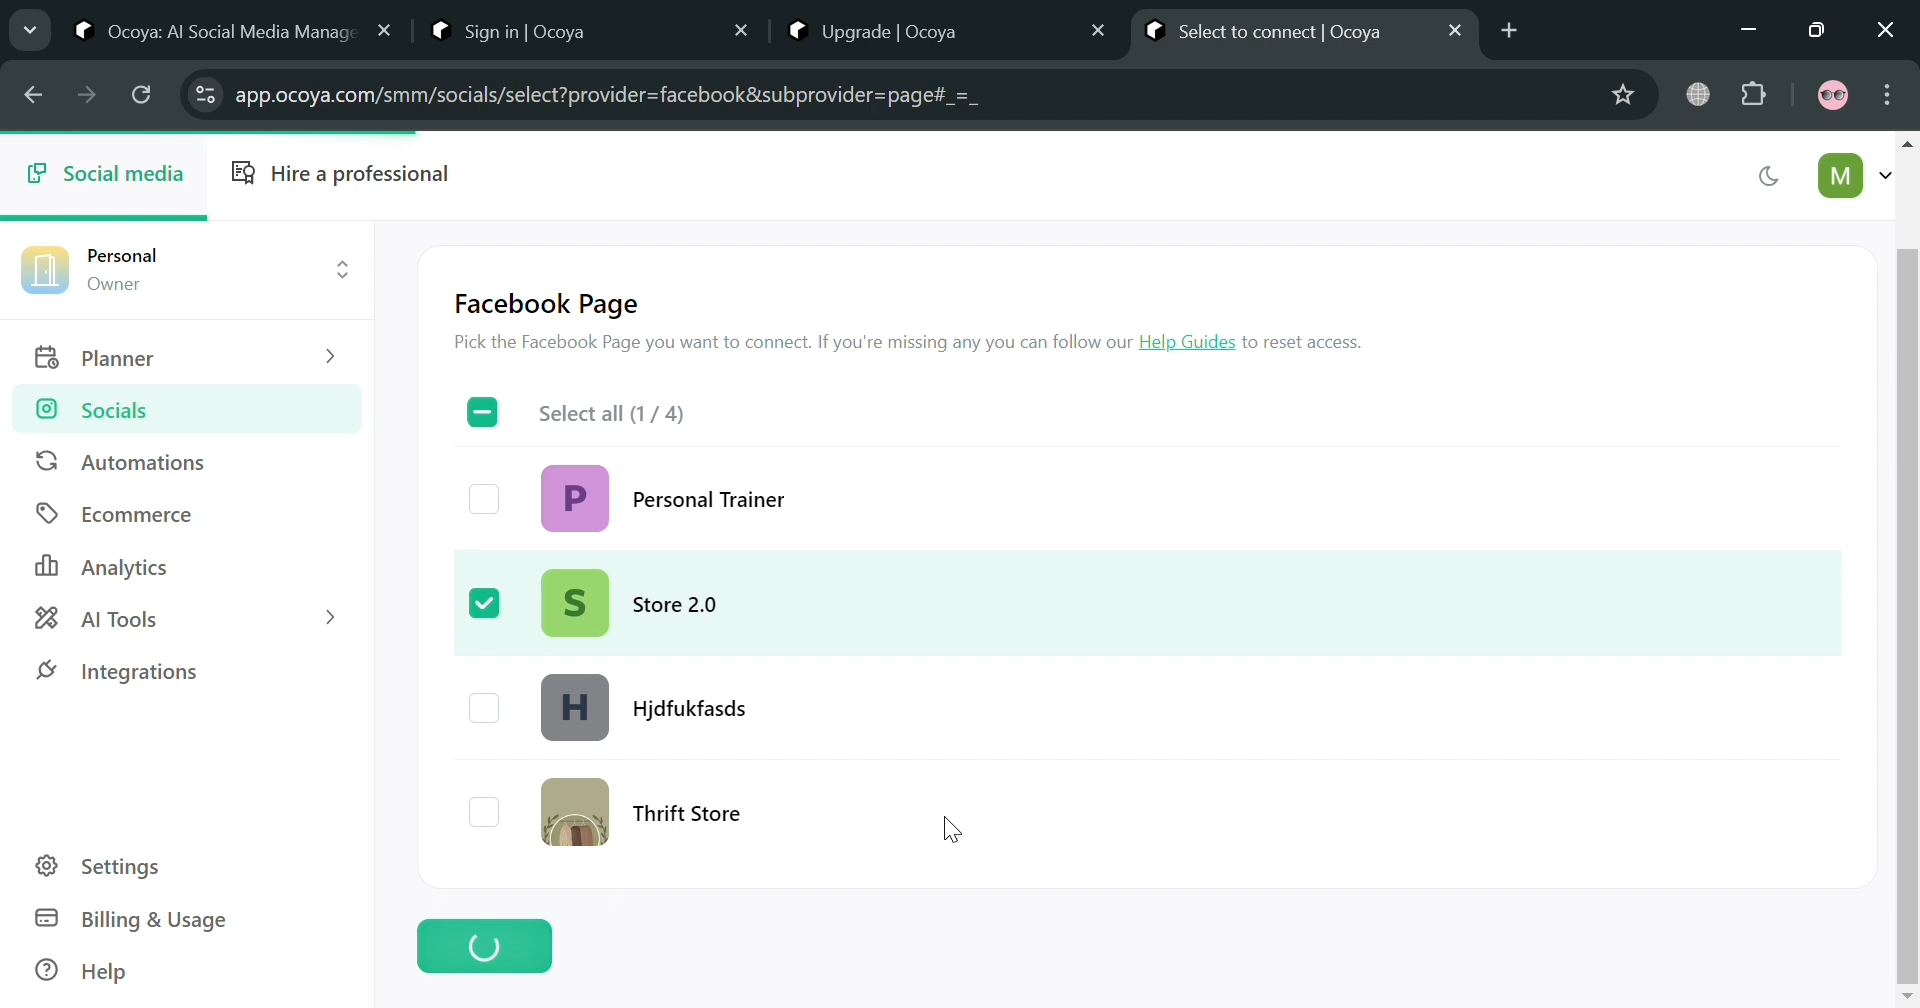 Ocoya: AI Social Media Manage
Sign in | Ocoya
Upgrade | Ocoya
Select to connect | Ocoya
app.ocoya.com/smm/socials/select?provider=facebook&subprovider=page#_=_
Social media
Hire a professional
M
Personal
Owner
Planner
Socials
Automations
Ecommerce
Analytics
AI Tools
Integrations
Settings
Billing & Usage
Help
Facebook Page
Pick the Facebook Page you want to connect. If you're missing any you can follow our Help Guides to reset access.
Select all (1 / 4)
P Personal Trainer
S Store 2.0
H Hjdfukfasds
Thrift Store